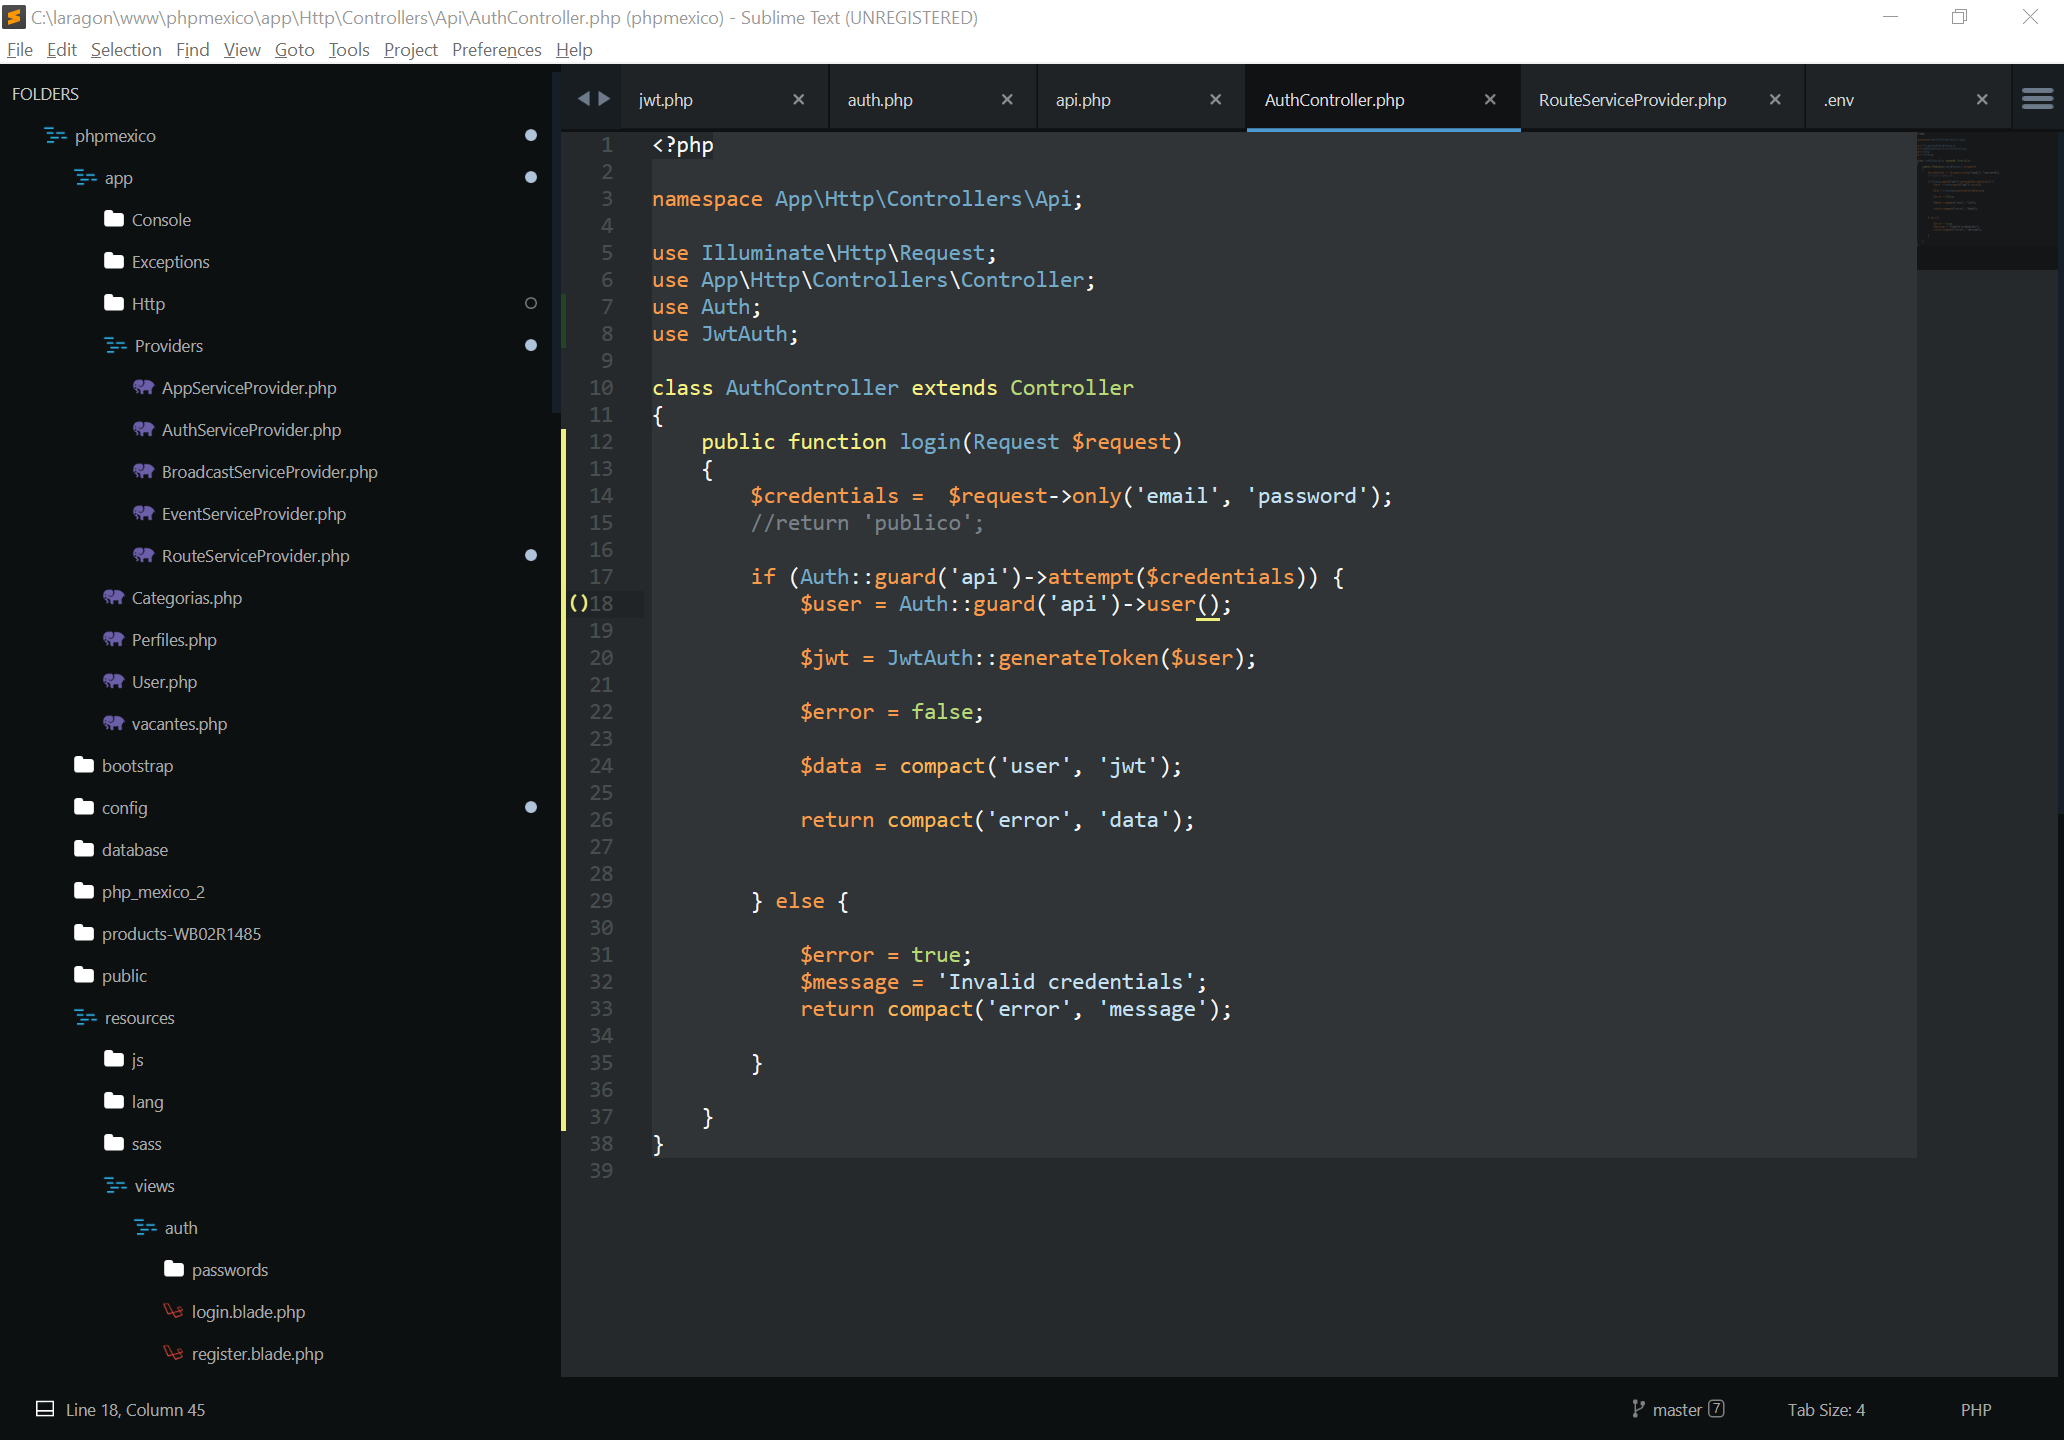 C:\laragon\www\phpmexico\app\Http\Controllers\Api\AuthController.php (phpmexico) - Sublime Text (UNREGISTERED)
File Edit Selection Find View Goto Tools Project Preferences Help
FOLDERS
phpmexico
app
Console
Exceptions
Http
Providers
AppServiceProvider.php
AuthServiceProvider.php
BroadcastServiceProvider.php
EventServiceProvider.php
RouteServiceProvider.php
Categorias.php
Perfiles.php
User.php
vacantes.php
bootstrap
config
database
php_mexico_2
products-WB02R1485
public
resources
js
lang
sass
views
auth
passwords
login.blade.php
register.blade.php
jwt.php auth.php api.php AuthController.php RouteServiceProvider.php .env
1 <?php
2
3 namespace App\Http\Controllers\Api;
4
5 use Illuminate\Http\Request;
6 use App\Http\Controllers\Controller;
7 use Auth;
8 use JwtAuth;
9
10 class AuthController extends Controller
11 {
12     public function login(Request $request)
13     {
14         $credentials =  $request->only('email', 'password');
15         //return 'publico';
16
17         if (Auth::guard('api')->attempt($credentials)) {
18             $user = Auth::guard('api')->user();
19
20             $jwt = JwtAuth::generateToken($user);
21
22             $error = false;
23
24             $data = compact('user', 'jwt');
25
26             return compact('error', 'data');
27
28
29         } else {
30
31             $error = true;
32             $message = 'Invalid credentials';
33             return compact('error', 'message');
34
35         }
36
37     }
38 }
39
Line 18, Column 45
master 7
Tab Size: 4
PHP